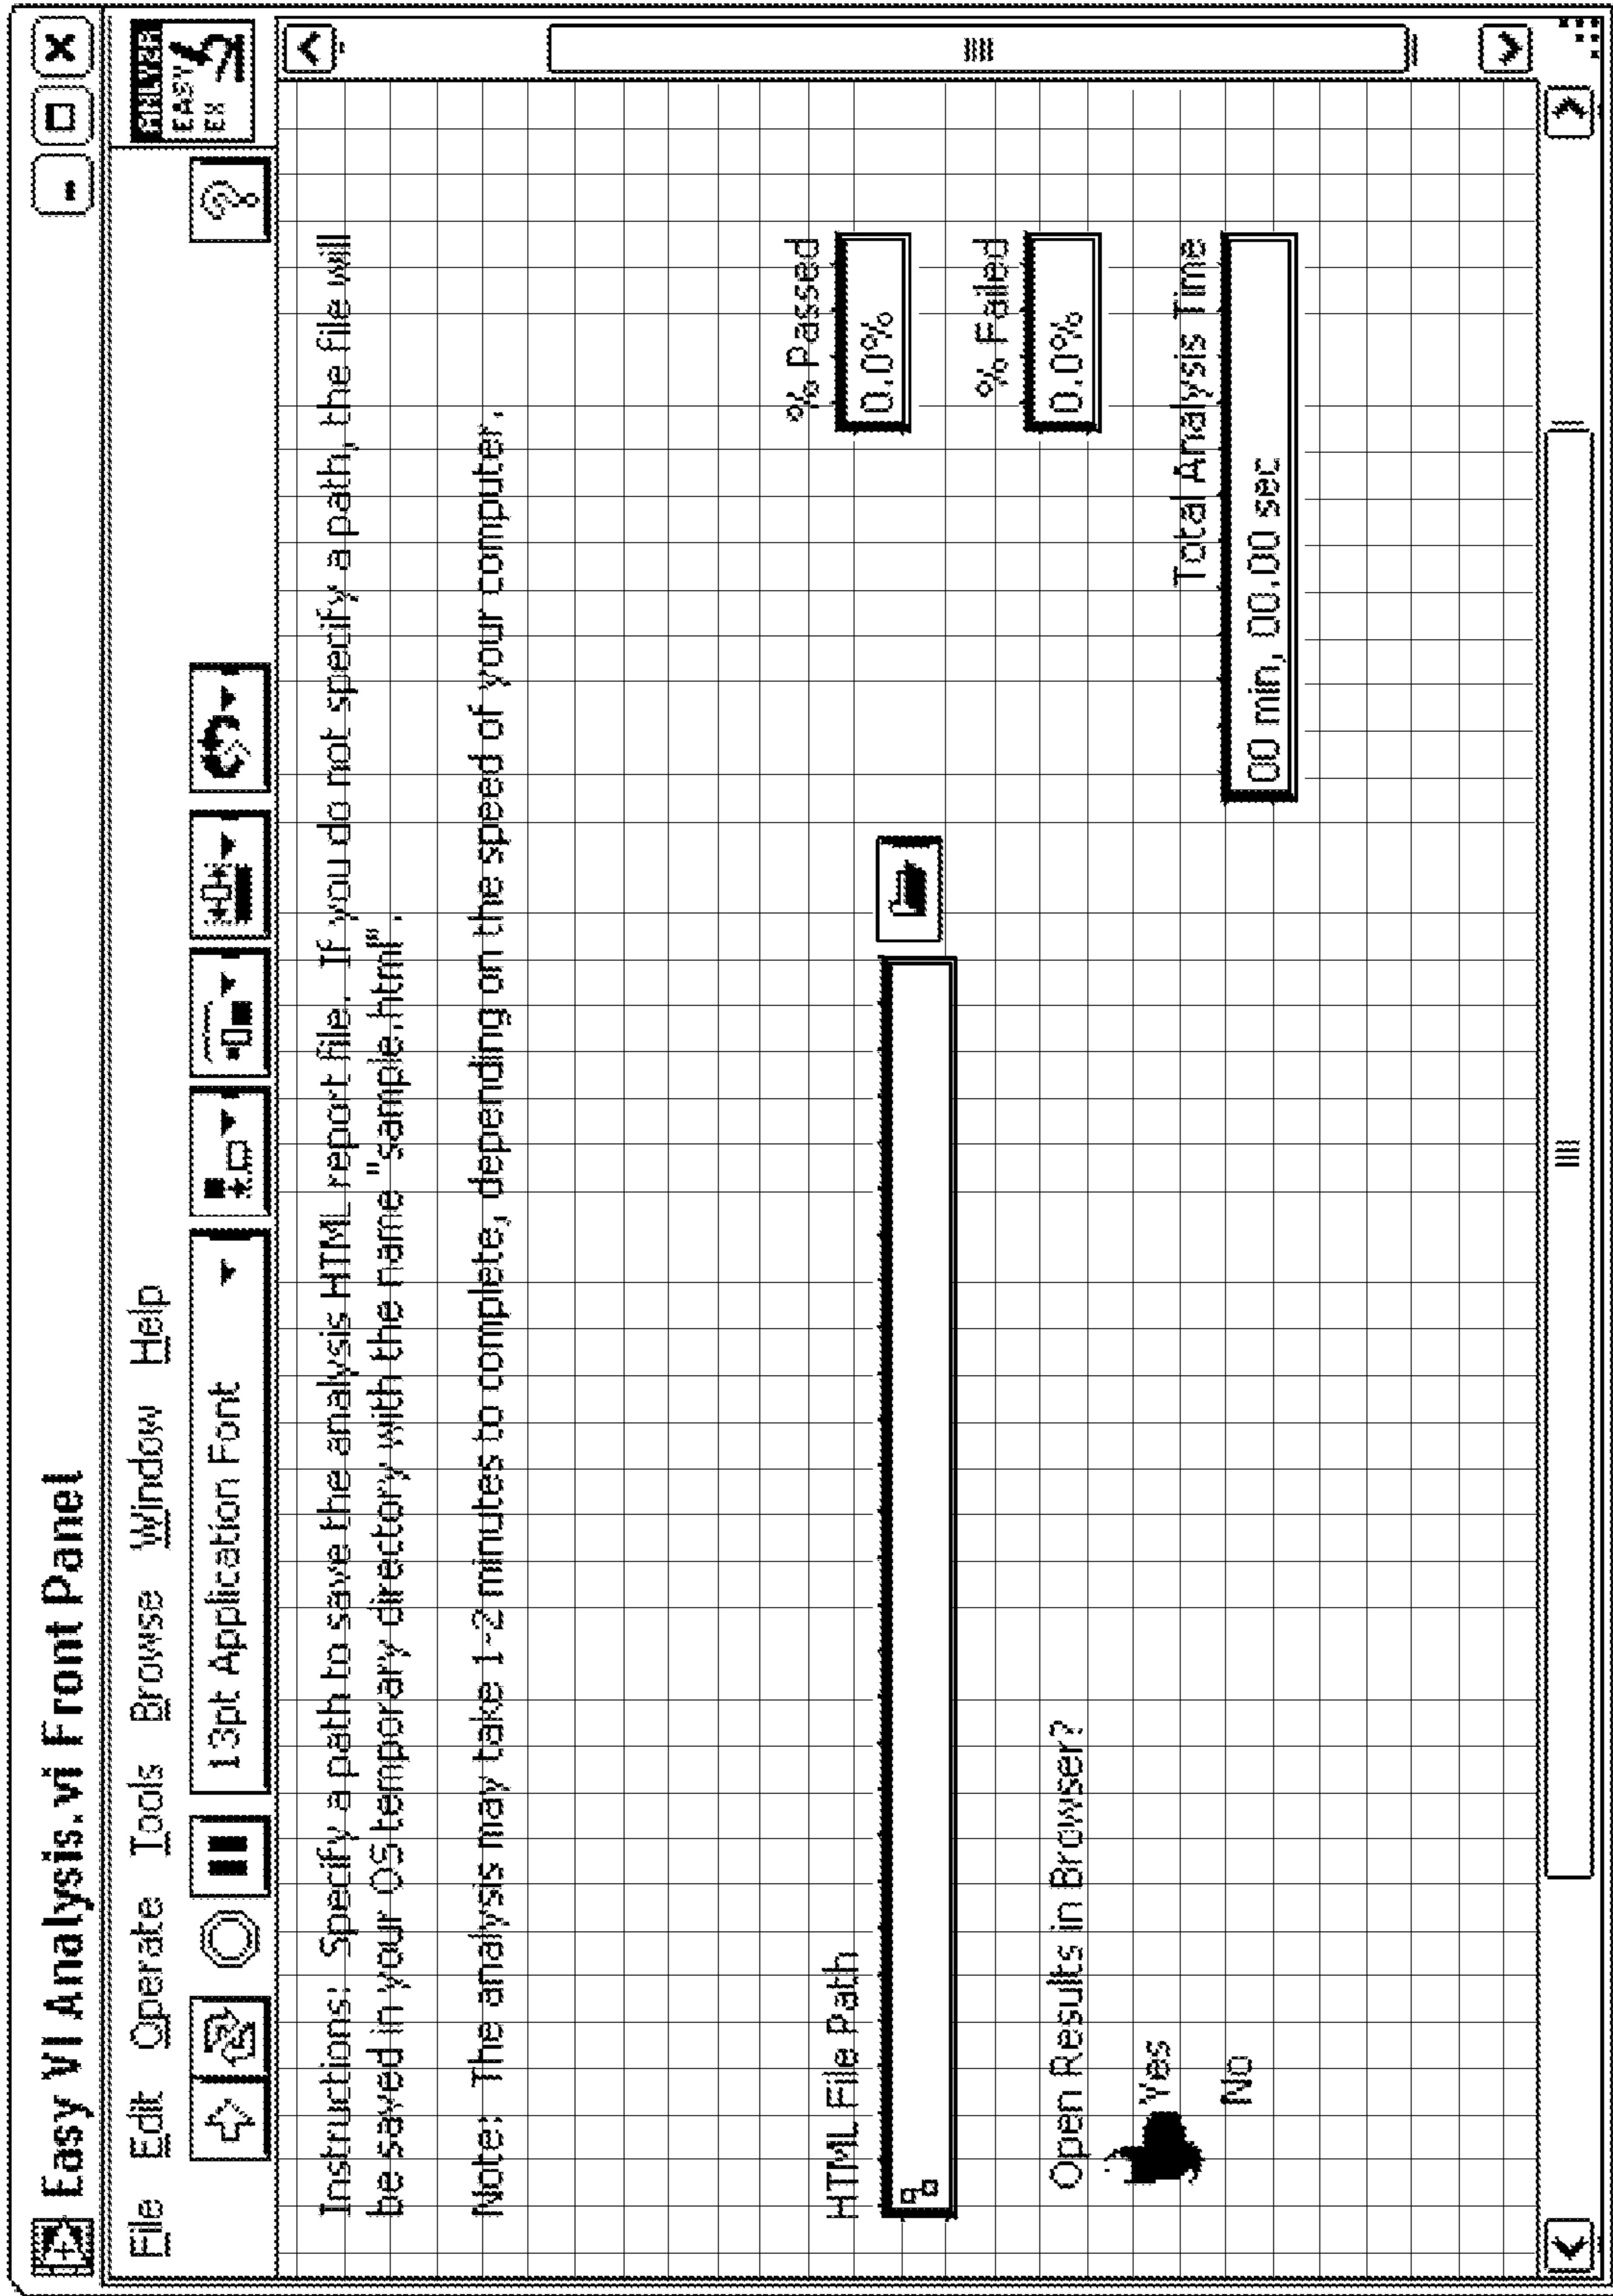 Easy VI Analysis.vi Front Panel
File Edit Operate Tools Browse Window Help
13pt Application Font
EASY
EX
Instructions: Specify a path to save the analysis HTML report file. If you do not specify a path, the file will
be saved in your OS temporary directory with the name "sample.html".
Note: The analysis may take 1-2 minutes to complete, depending on the speed of your computer.
HTML File Path
% Passed
0.0%
% Failed
0.0%
Open Results in Browser?
Yes
No
Total Analysis Time
00 min, 00.00 sec